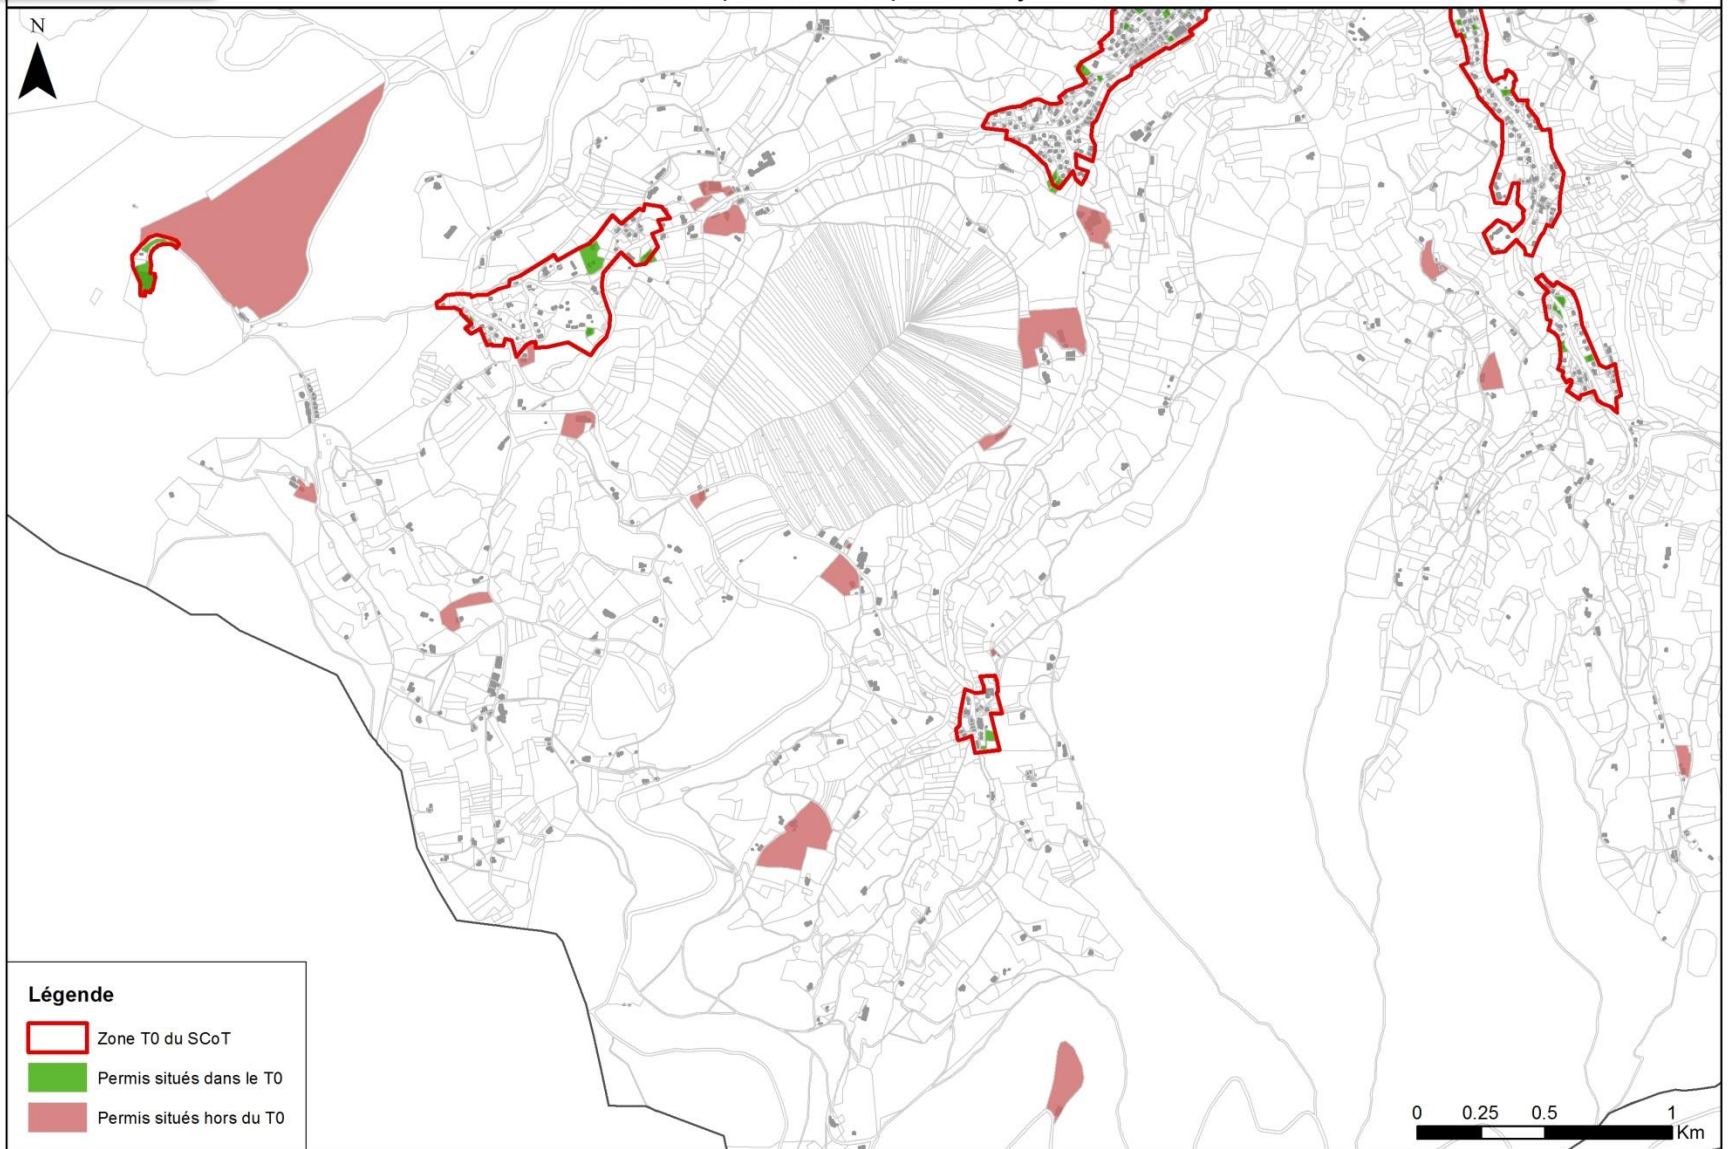 N
Légende
Zone T0 du SCoT
Permis situés dans le T0
Permis situés hors du T0
0 0.25 0.5 1
Km